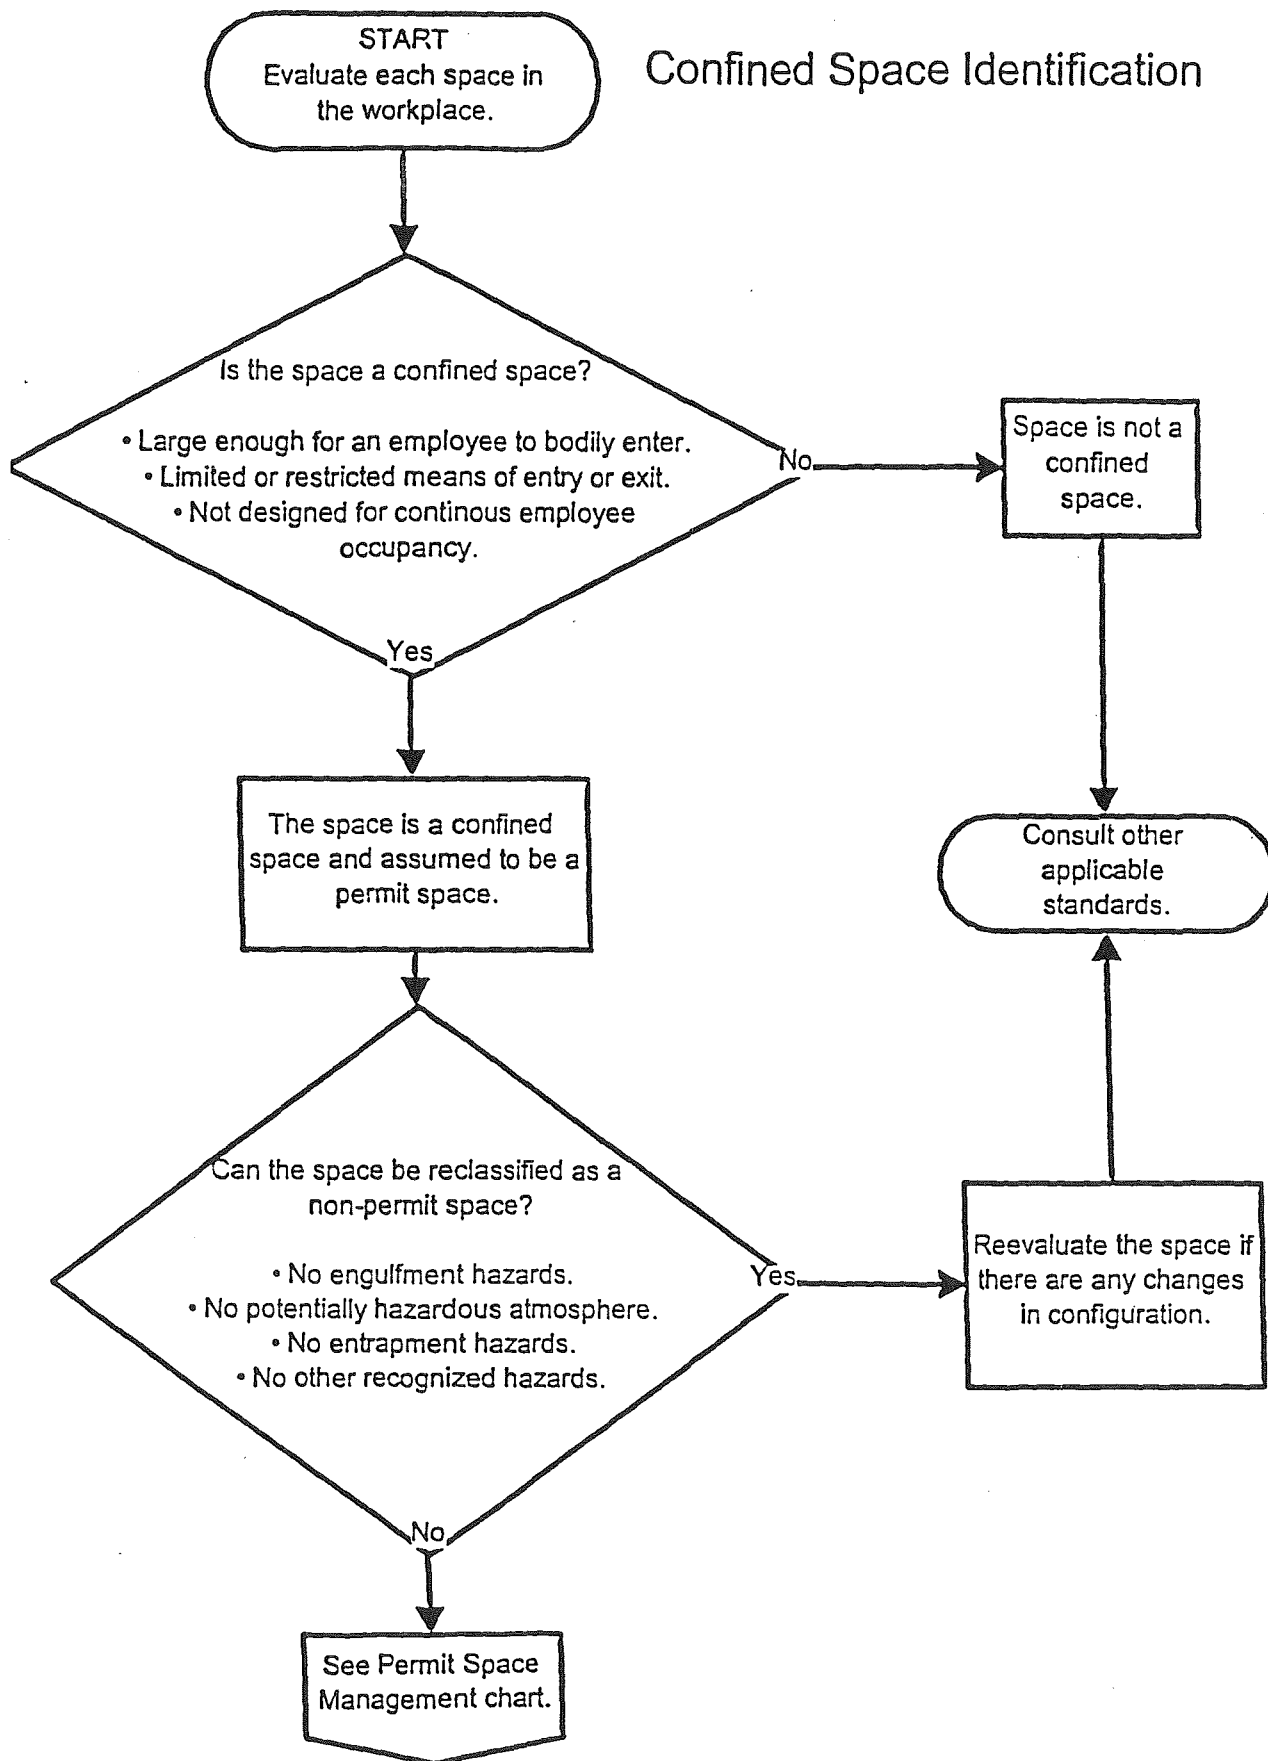 START
Evaluate each space in
the workplace.
Confined Space Identification
Is the space a confined space?
• Large enough for an employee to bodily enter.
• Limited or restricted means of entry or exit.
• Not designed for continous employee
occupancy.
No
Space is not a
confined
space.
Yes
The space is a confined
space and assumed to be a
permit space.
Consult other
applicable
standards.
Can the space be reclassified as a
non-permit space?
• No engulfment hazards.
• No potentially hazardous atmosphere.
• No entrapment hazards.
• No other recognized hazards.
Yes
Reevaluate the space if
there are any changes
in configuration.
No
See Permit Space
Management chart.